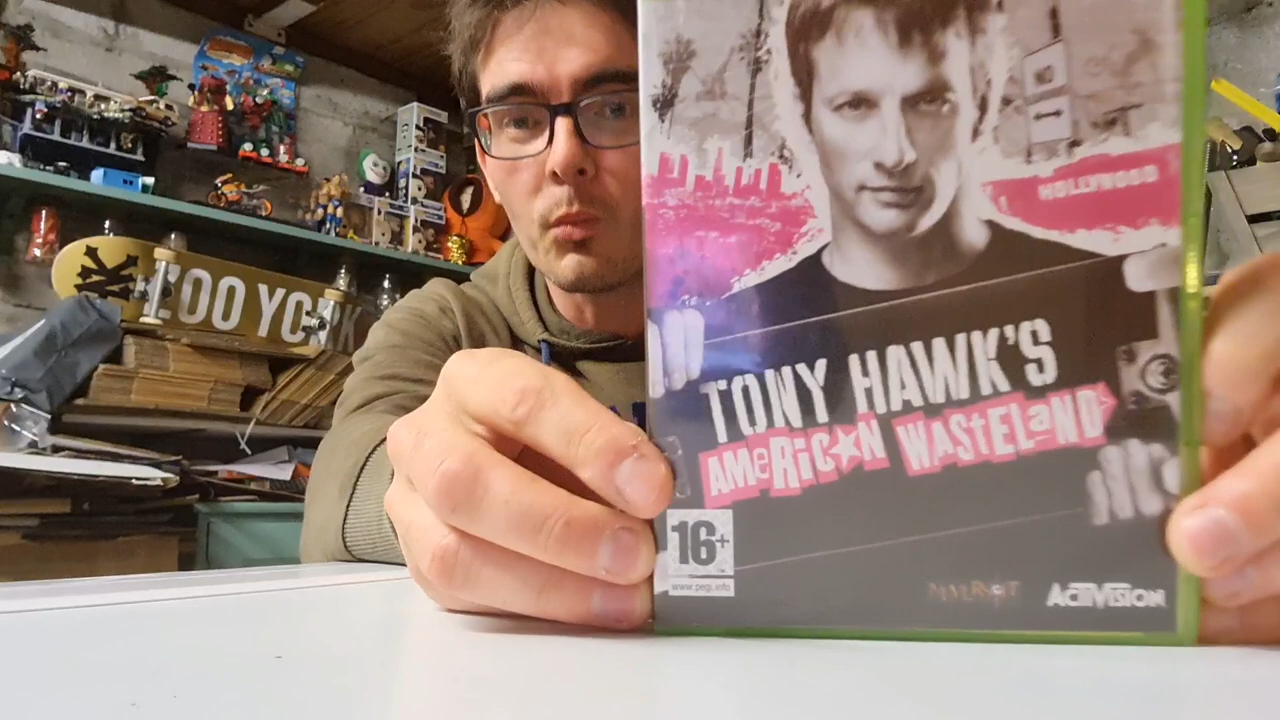 ZOO YORK
HOLLYWOOD
TONY HAWK'S
AMeRiCAN WASteLaND
16+
www.pegi.info
ACTIVISION